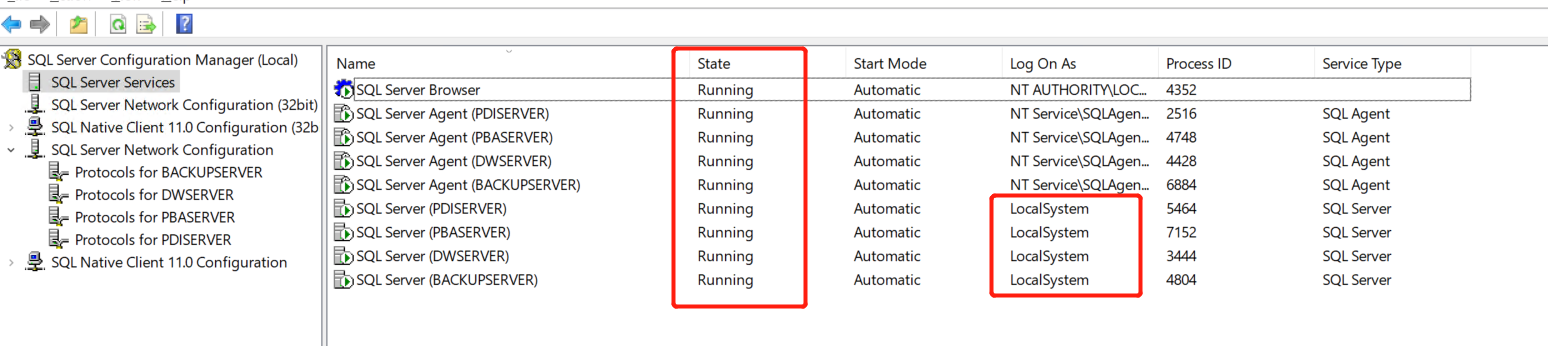 SQL Server Configuration Manager (Local)
SQL Server Services
SQL Server Network Configuration (32bit)
SQL Native Client 11.0 Configuration (32b
SQL Server Network Configuration
Protocols for BACKUPSERVER
Protocols for DWSERVER
Protocols for PBASERVER
Protocols for PDISERVER
SQL Native Client 11.0 Configuration
Name State Start Mode Log On As Process ID Service Type
SQL Server Browser Running Automatic NT AUTHORITY\LOC... 4352
SQL Server Agent (PDISERVER) Running Automatic NT Service\SQLAgen... 2516 SQL Agent
SQL Server Agent (PBASERVER) Running Automatic NT Service\SQLAgen... 4748 SQL Agent
SQL Server Agent (DWSERVER) Running Automatic NT Service\SQLAgen... 4428 SQL Agent
SQL Server Agent (BACKUPSERVER) Running Automatic NT Service\SQLAgen... 6884 SQL Agent
SQL Server (PDISERVER) Running Automatic LocalSystem 5464 SQL Server
SQL Server (PBASERVER) Running Automatic LocalSystem 7152 SQL Server
SQL Server (DWSERVER) Running Automatic LocalSystem 3444 SQL Server
SQL Server (BACKUPSERVER) Running Automatic LocalSystem 4804 SQL Server